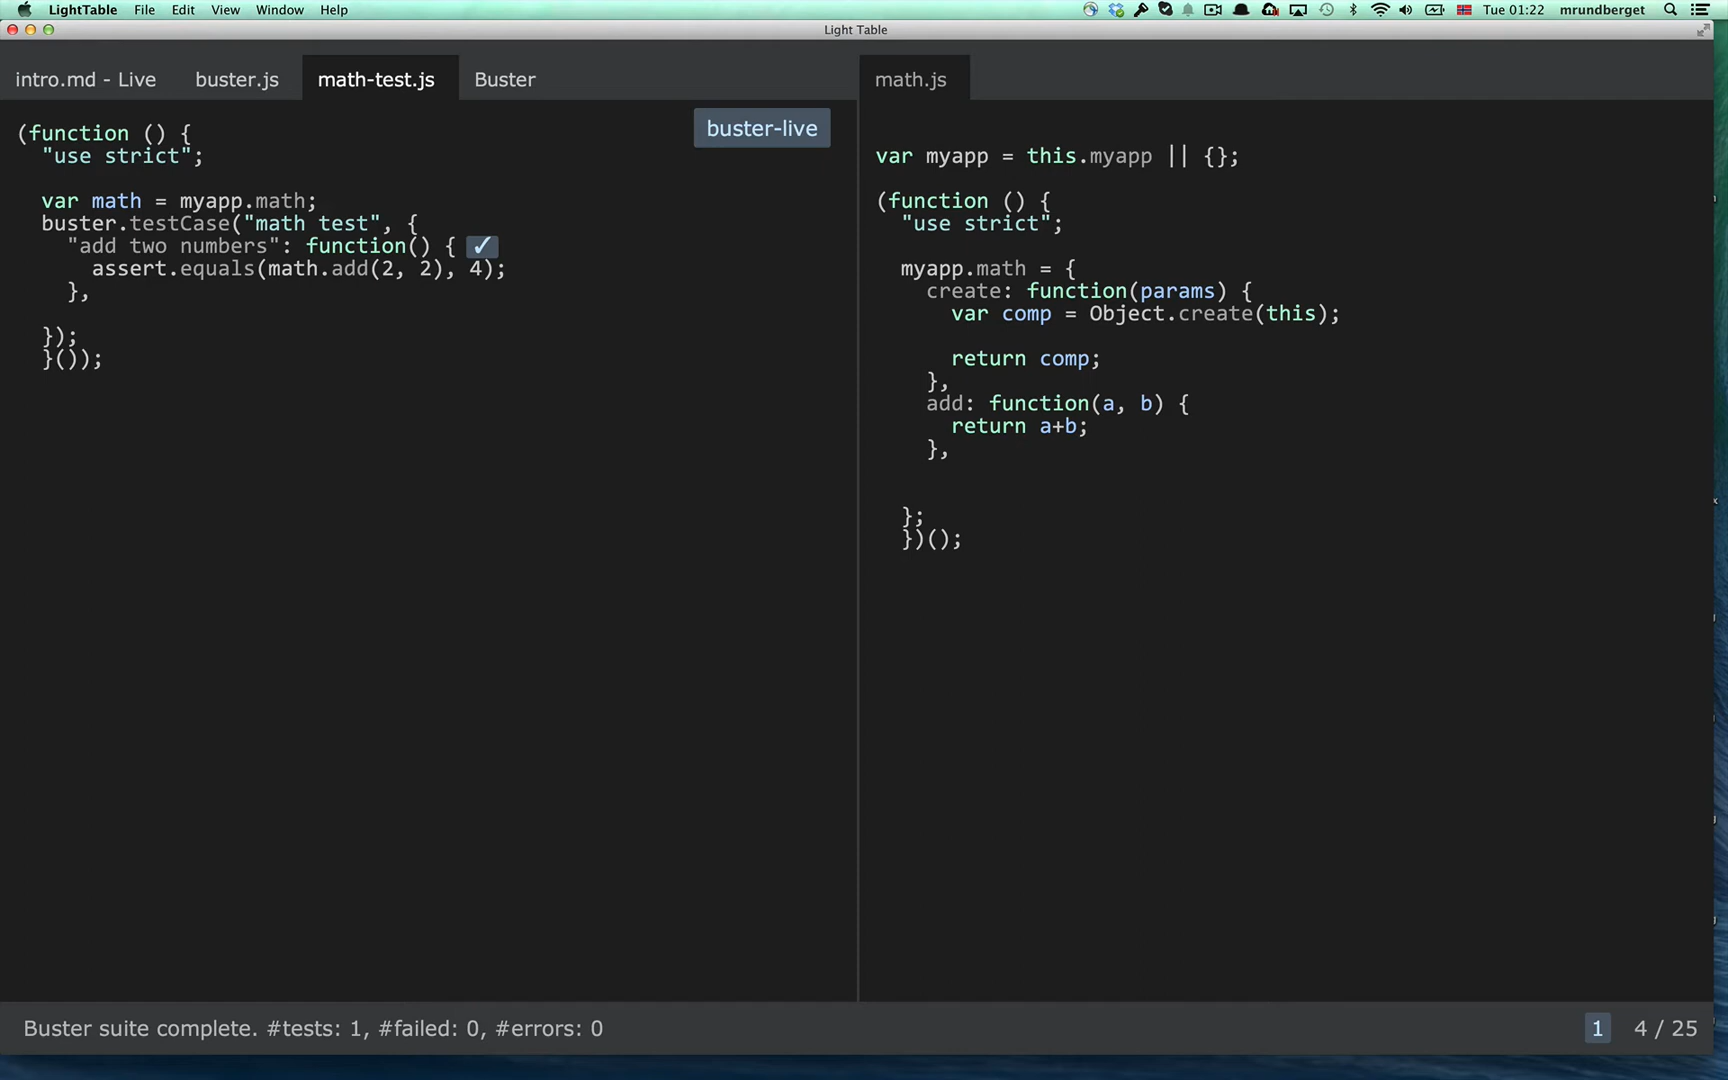 LightTable File Edit View Window Help Tue 01:22 mrundberget
Light Table
intro.md - Live buster.js math-test.js Buster
(function () {
"use strict";
var math = myapp.math;
buster.testCase("math test", {
"add two numbers": function() { ✓
assert.equals(math.add(2, 2), 4);
},
});
}());
buster-live
math.js
var myapp = this.myapp || {};
(function () {
"use strict";
myapp.math = {
create: function(params) {
var comp = Object.create(this);
return comp;
},
add: function(a, b) {
return a+b;
},
};
})();
Buster suite complete. #tests: 1, #failed: 0, #errors: 0
1 4 / 25